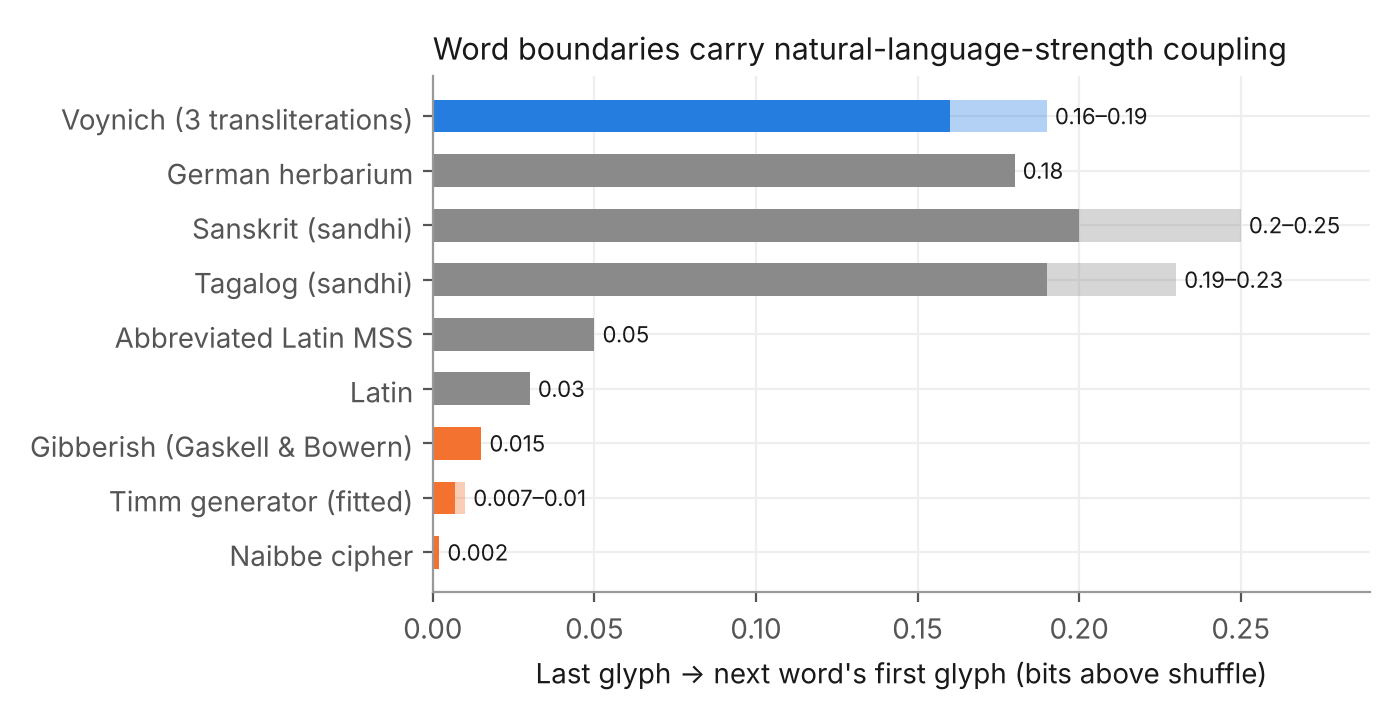 Word boundaries carry natural-language-strength coupling
Voynich (3 transliterations)
0.16–0.19
German herbarium
0.18
Sanskrit (sandhi)
0.2–0.25
Tagalog (sandhi)
0.19–0.23
Abbreviated Latin MSS
0.05
Latin
0.03
Gibberish (Gaskell & Bowern)
0.015
Timm generator (fitted)
0.007–0.01
Naibbe cipher
0.002
0.00 0.05 0.10 0.15 0.20 0.25
Last glyph → next word's first glyph (bits above shuffle)